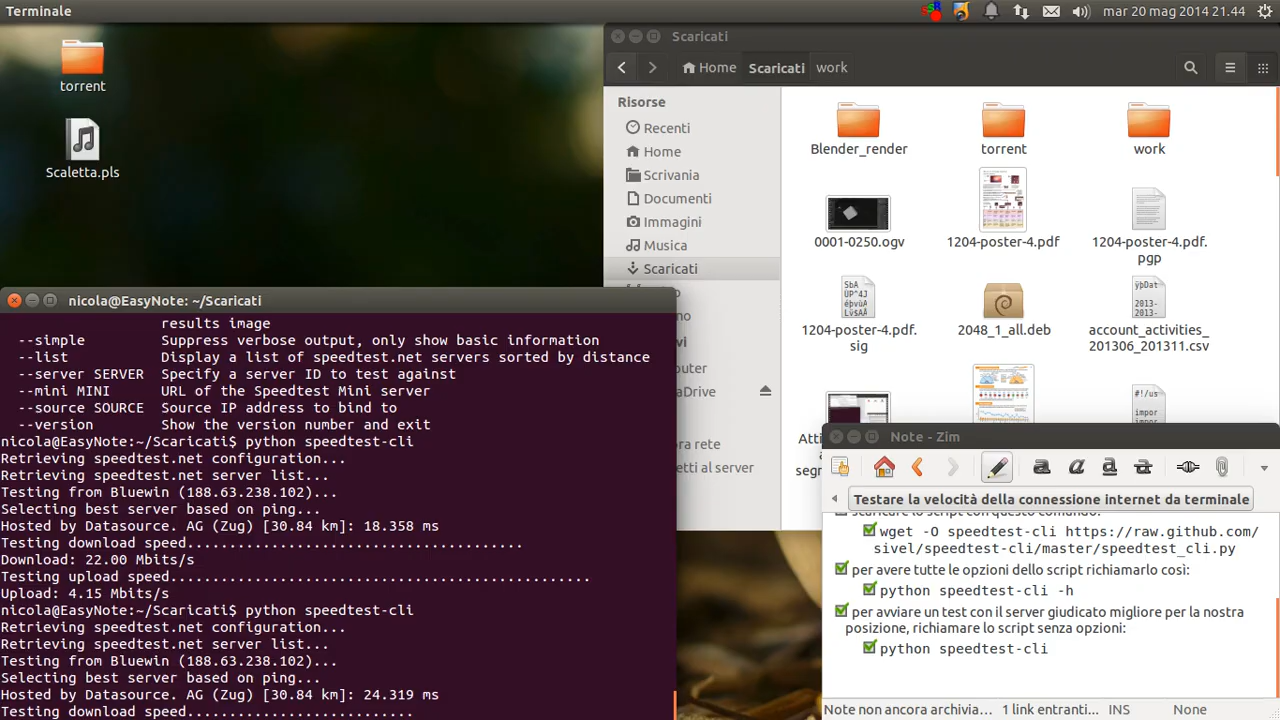 Terminale
mar 20 mag 2014 21.44
torrent
Scaletta.pls
Scaricati
Home
Scaricati
work
Risorse
Recenti
Home
Scrivania
Documenti
Immagini
Musica
Scaricati
Blender_render
torrent
work
0001-0250.ogv
1204-poster-4.pdf
1204-poster-4.pdf.
pgp
1204-poster-4.pdf.
sig
2048_1_all.deb
account_activities_
201306_201311.csv
nicola@EasyNote: ~/Scaricati
results image
--simple Suppress verbose output, only show basic information
--list Display a list of speedtest.net servers sorted by distance
--server SERVER Specify a server ID to test against
--mini MINI URL of the Speedtest Mini server
--source SOURCE Source IP address to bind to
--version Show the version number and exit
nicola@EasyNote:~/Scaricati$ python speedtest-cli
Retrieving speedtest.net configuration...
Retrieving speedtest.net server list...
Testing from Bluewin (188.63.238.102)...
Selecting best server based on ping...
Hosted by Datasource. AG (Zug) [30.84 km]: 18.358 ms
Testing download speed........................................
Download: 22.00 Mbits/s
Testing upload speed..................................................
Upload: 4.15 Mbits/s
nicola@EasyNote:~/Scaricati$ python speedtest-cli
Retrieving speedtest.net configuration...
Retrieving speedtest.net server list...
Testing from Bluewin (188.63.238.102)...
Selecting best server based on ping...
Hosted by Datasource. AG (Zug) [30.84 km]: 24.319 ms
Testing download speed...........................
Note - Zim
Testare la velocità della connessione internet da terminale
scaricare lo script con questo comando:
wget -O speedtest-cli https://raw.github.com/
sivel/speedtest-cli/master/speedtest_cli.py
per avere tutte le opzioni dello script richiamarlo così:
python speedtest-cli -h
per avviare un test con il server giudicato migliore per la nostra
posizione, richiamare lo script senza opzioni:
python speedtest-cli
Note non ancora archivia...
1 link entranti...
INS
None